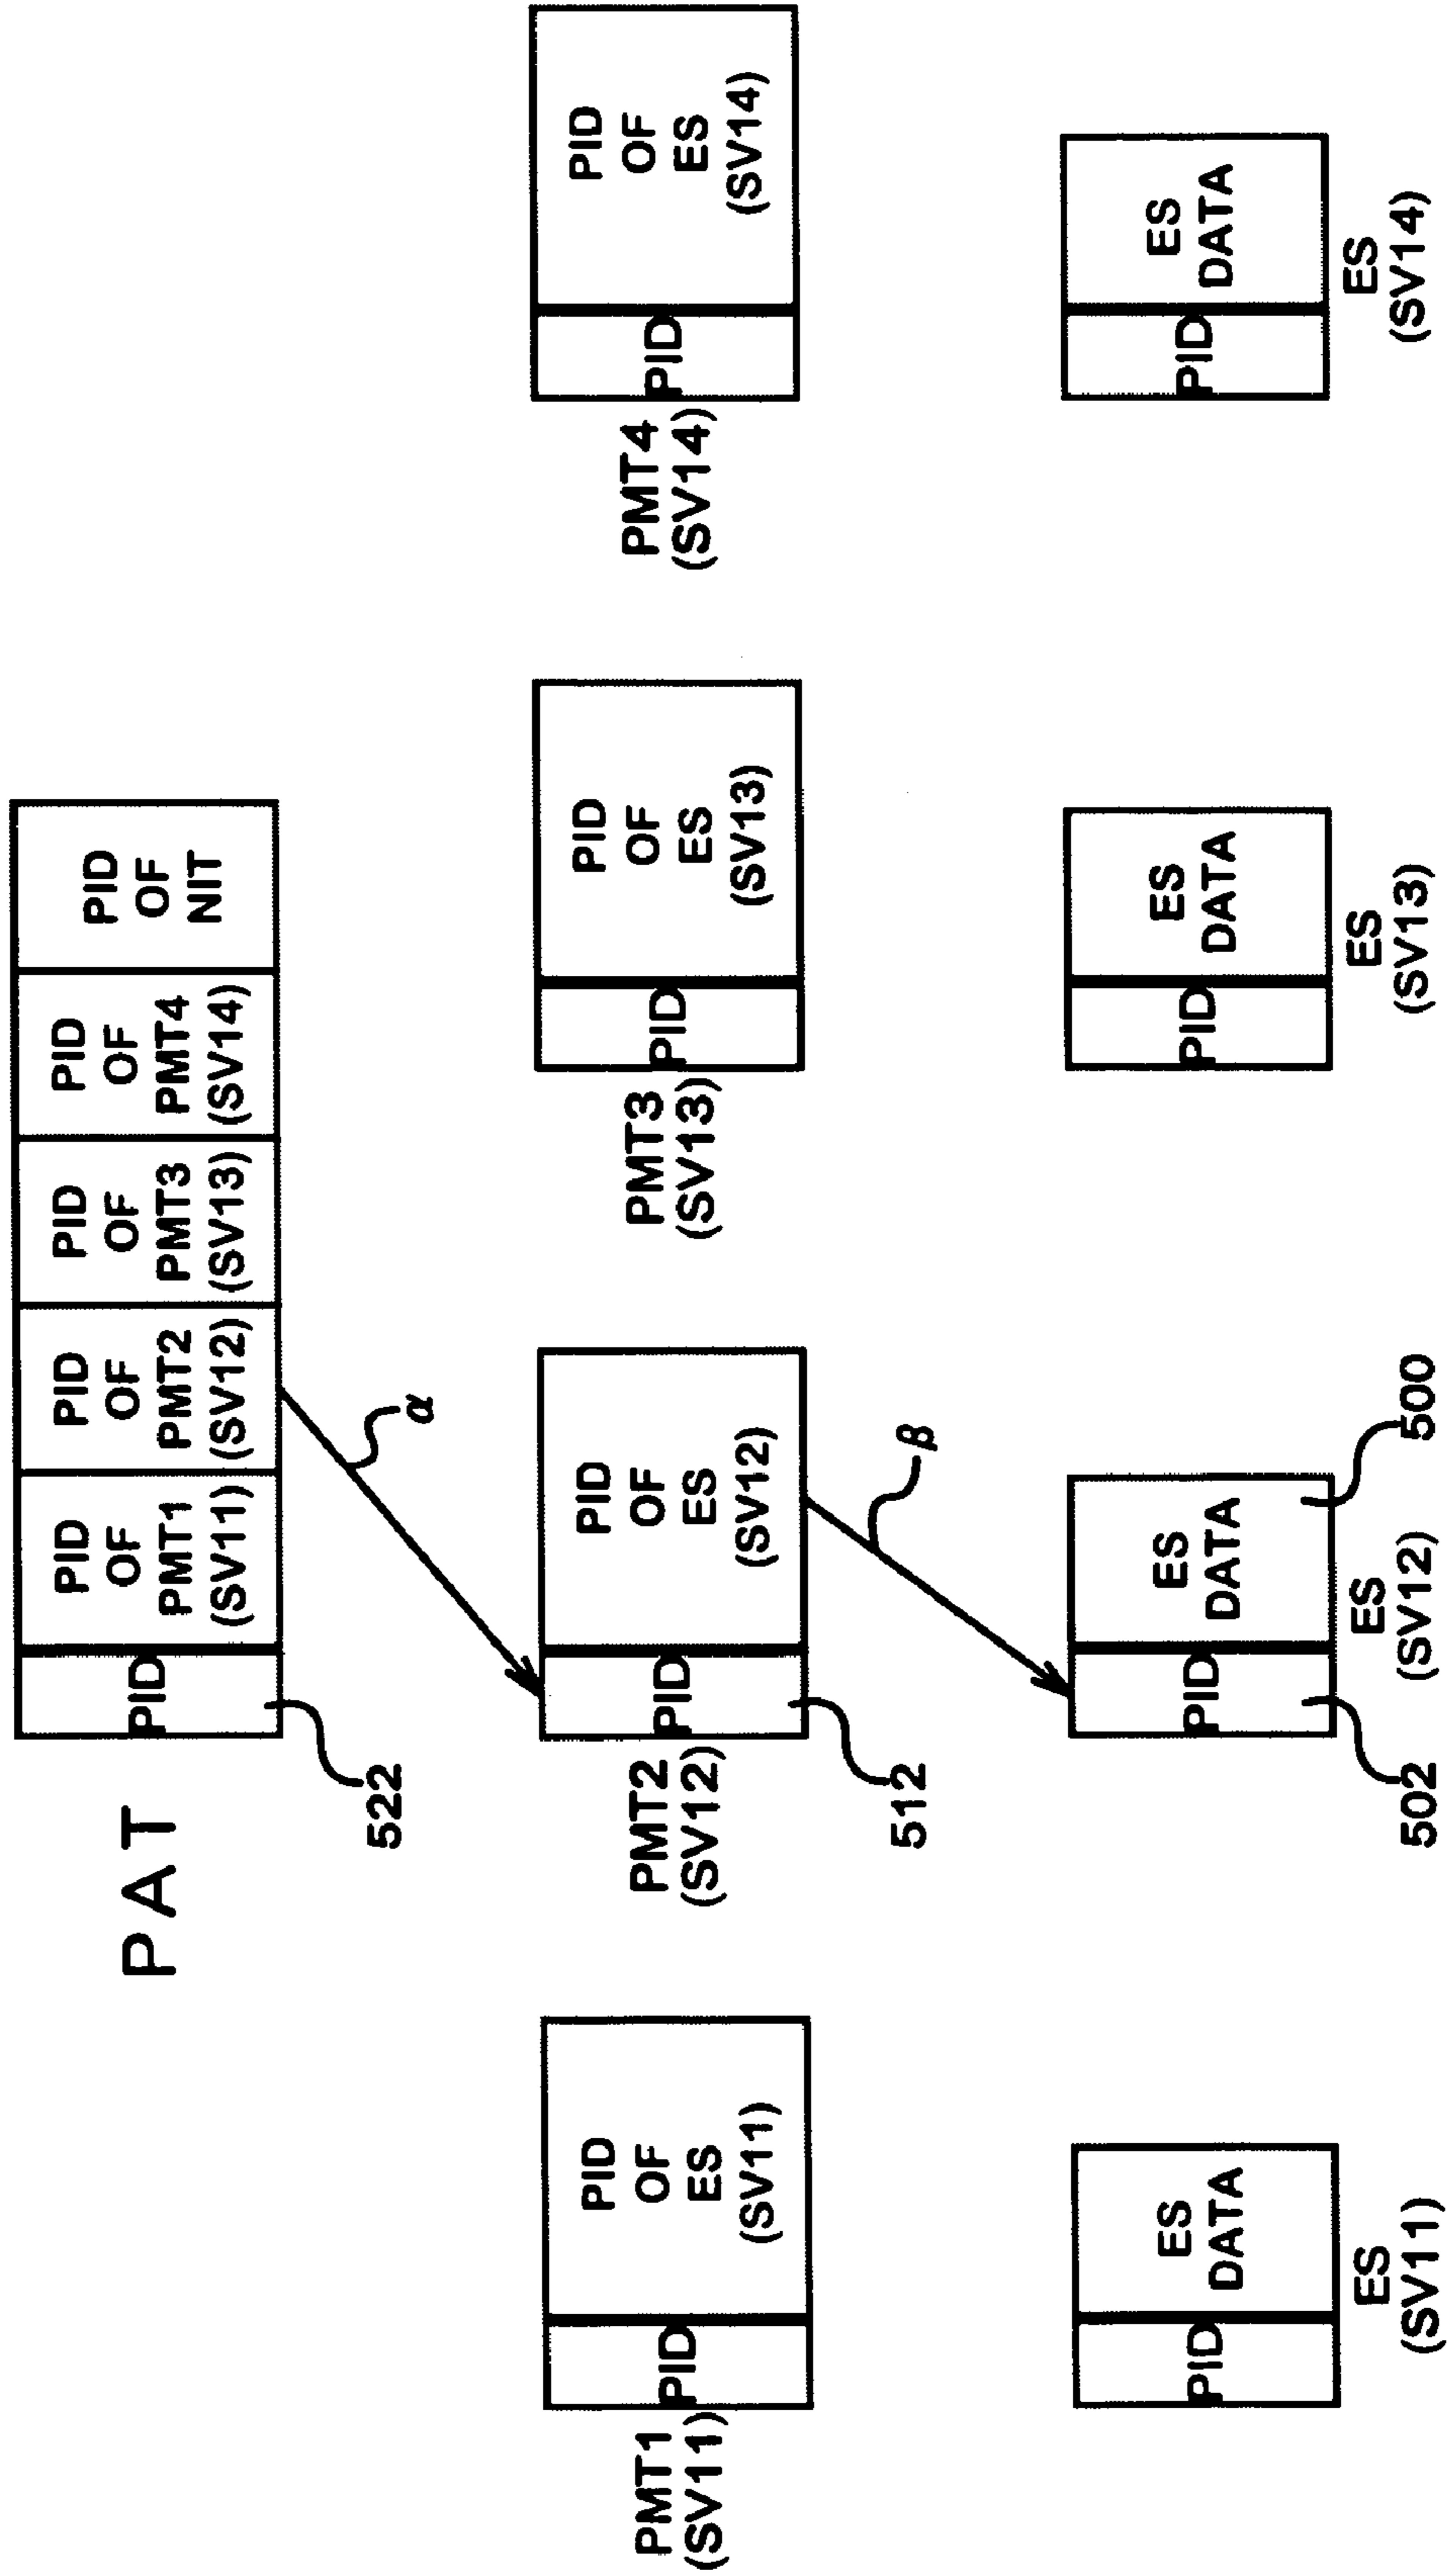 PAT
PID
PID
OF
PMT1
(SV11)
PID
OF
PMT2
(SV12)
PID
OF
PMT3
(SV13)
PID
OF
PMT4
(SV14)
PID
OF
NIT
522
α
PMT1
(SV11)
PID
PID
OF
ES
(SV11)
PMT2
(SV12)
PID
PID
OF
ES
(SV12)
512
β
PMT3
(SV13)
PID
PID
OF
ES
(SV13)
PMT4
(SV14)
PID
PID
OF
ES
(SV14)
PID
ES
DATA
ES
(SV11)
PID
ES
DATA
ES
(SV12)
502
500
PID
ES
DATA
ES
(SV13)
PID
ES
DATA
ES
(SV14)